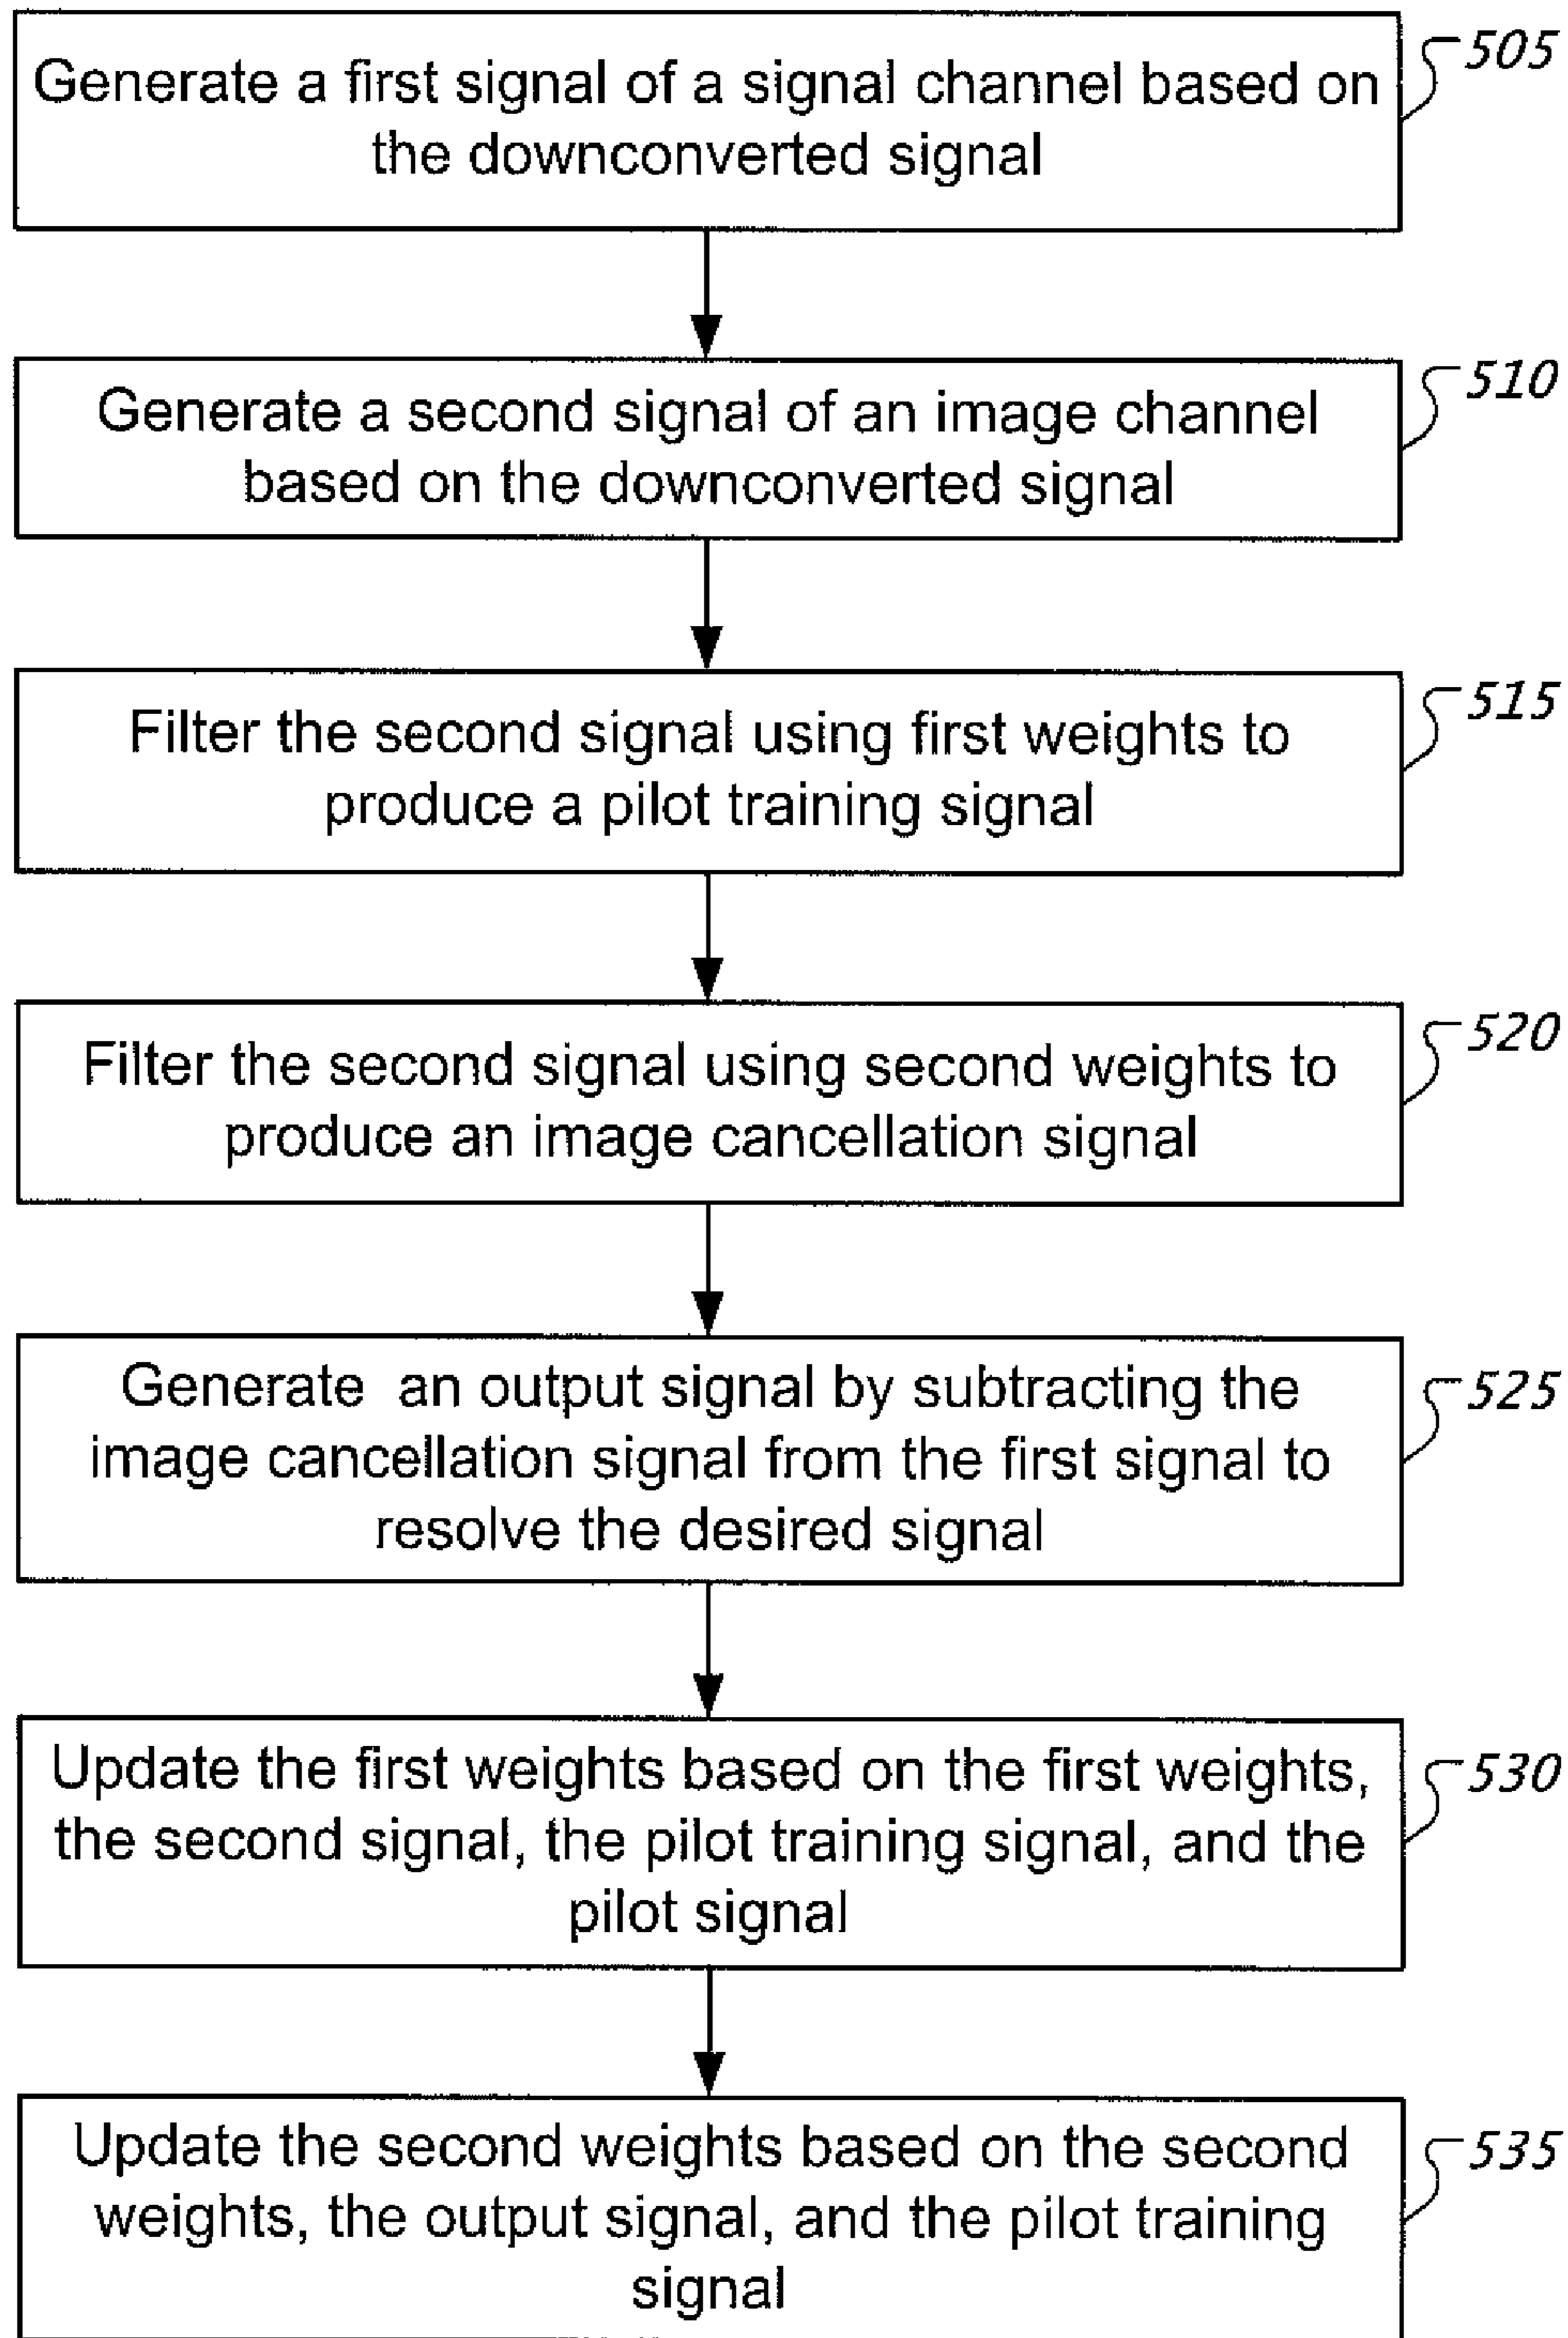 Generate a first signal of a signal channel based on
the downconverted signal
505
Generate a second signal of an image channel
based on the downconverted signal
510
Filter the second signal using first weights to
produce a pilot training signal
515
Filter the second signal using second weights to
produce an image cancellation signal
520
Generate an output signal by subtracting the
image cancellation signal from the first signal to
resolve the desired signal
525
Update the first weights based on the first weights,
the second signal, the pilot training signal, and the
pilot signal
530
Update the second weights based on the second
weights, the output signal, and the pilot training
signal
535